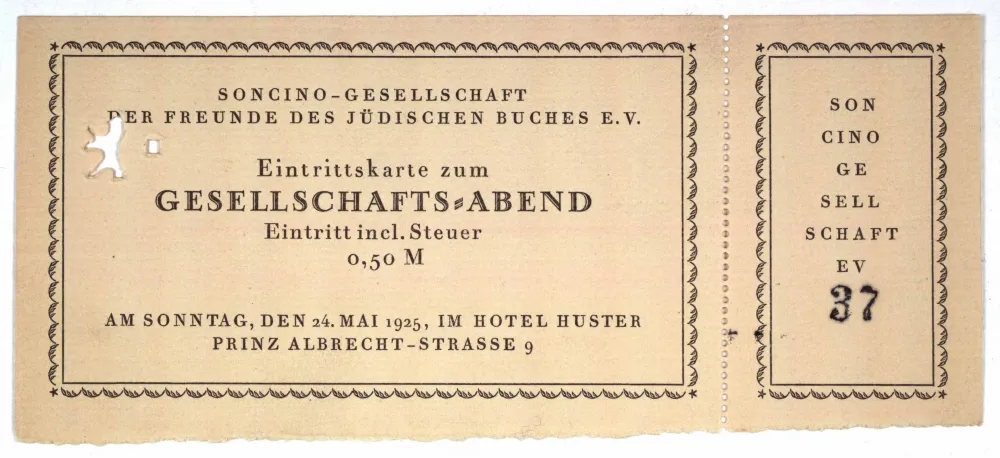 SONCINO-GESELLSCHAFT
DER FREUNDE DES JÜDISCHEN BUCHES E.V.
Eintrittskarte zum
GESELLSCHAFTS=ABEND
Eintritt incl. Steuer
0,50 M
AM SONNTAG, DEN 24. MAI 1925, IM HOTEL HUSTER
PRINZ ALBRECHT-STRASSE 9
SON
CINO
GE
SELL
SCHAFT
EV
37